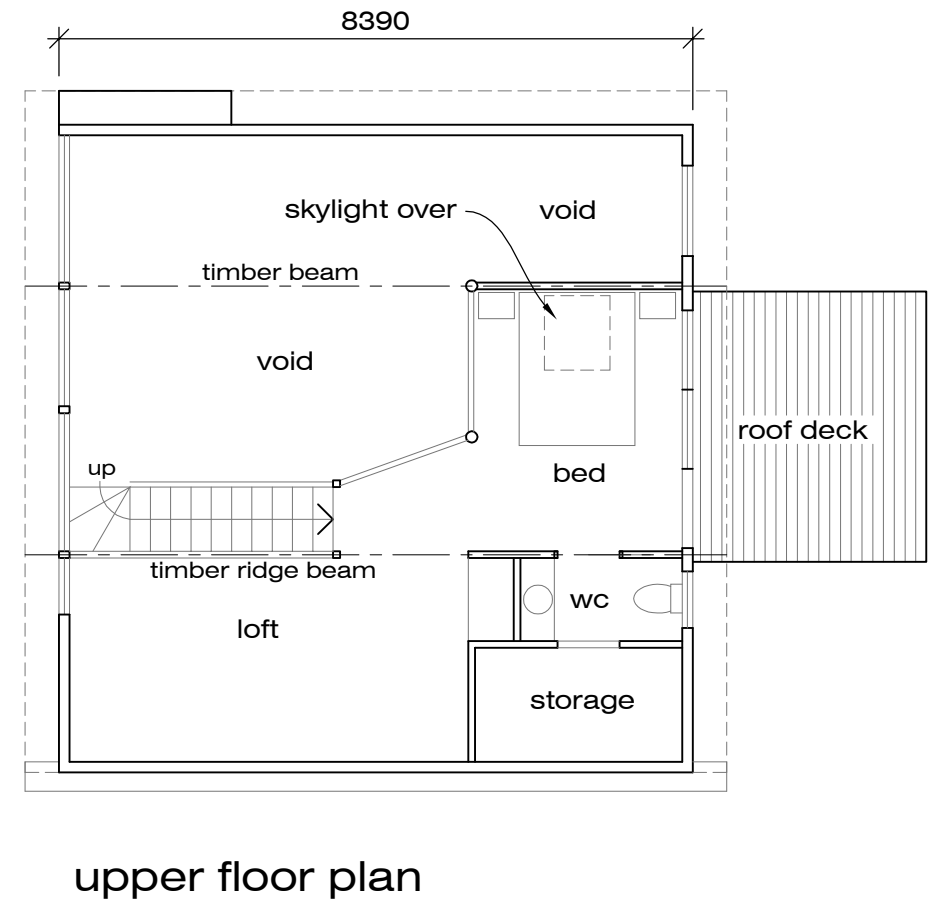 8390
skylight over
void
timber beam
void
roof deck
up
bed
timber ridge beam
wc
loft
storage
upper floor plan